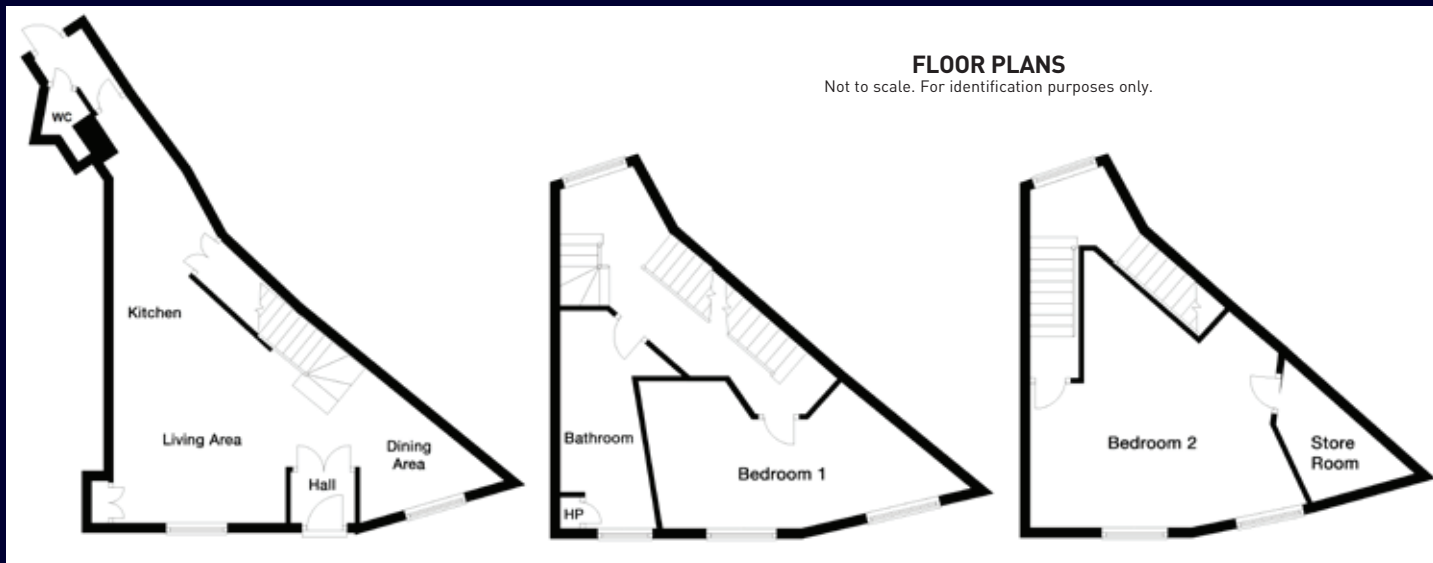 FLOOR PLANS
Not to scale. For identification purposes only.
WC
Kitchen
Living Area
Dining
Area
Hall
Bathroom
Bedroom 1
HP
Bedroom 2
Store
Room